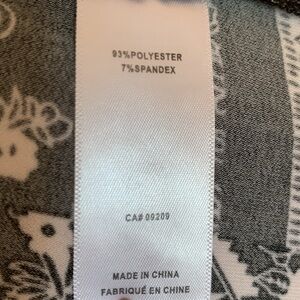 93%POLYESTER
7%SPANDEX
CA# 09209
MADE IN CHINA
FABRIQUÉ EN CHINE